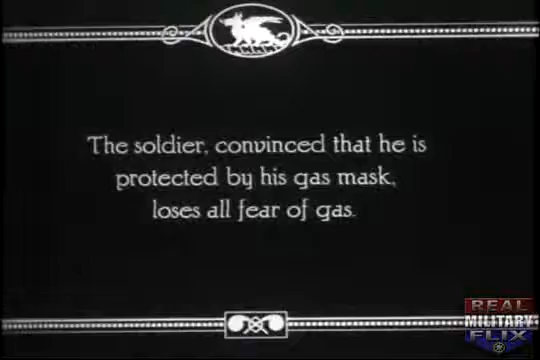 The soldier, convinced that he is
protected by his gas mask,
loses all fear of gas.
REAL
MILITARY
FLIX